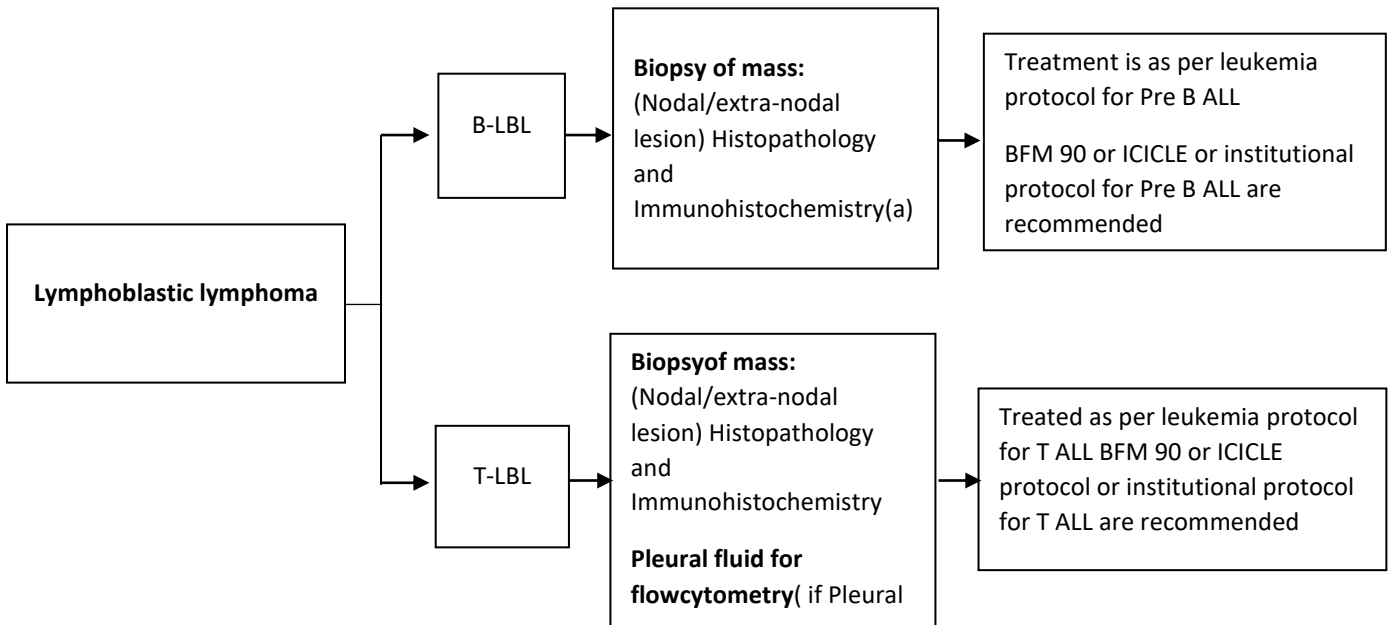 Lymphoblastic lymphoma
B-LBL
Biopsy of mass:
(Nodal/extra-nodal
lesion) Histopathology
and
Immunohistochemistry(a)
Treatment is as per leukemia
protocol for Pre B ALL
BFM 90 or ICICLE or institutional
protocol for Pre B ALL are
recommended
T-LBL
Biopsyof mass:
(Nodal/extra-nodal
lesion) Histopathology
and
Immunohistochemistry
Pleural fluid for
flowcytometry( if Pleural
Treated as per leukemia protocol
for T ALL BFM 90 or ICICLE
protocol or institutional protocol
for T ALL are recommended